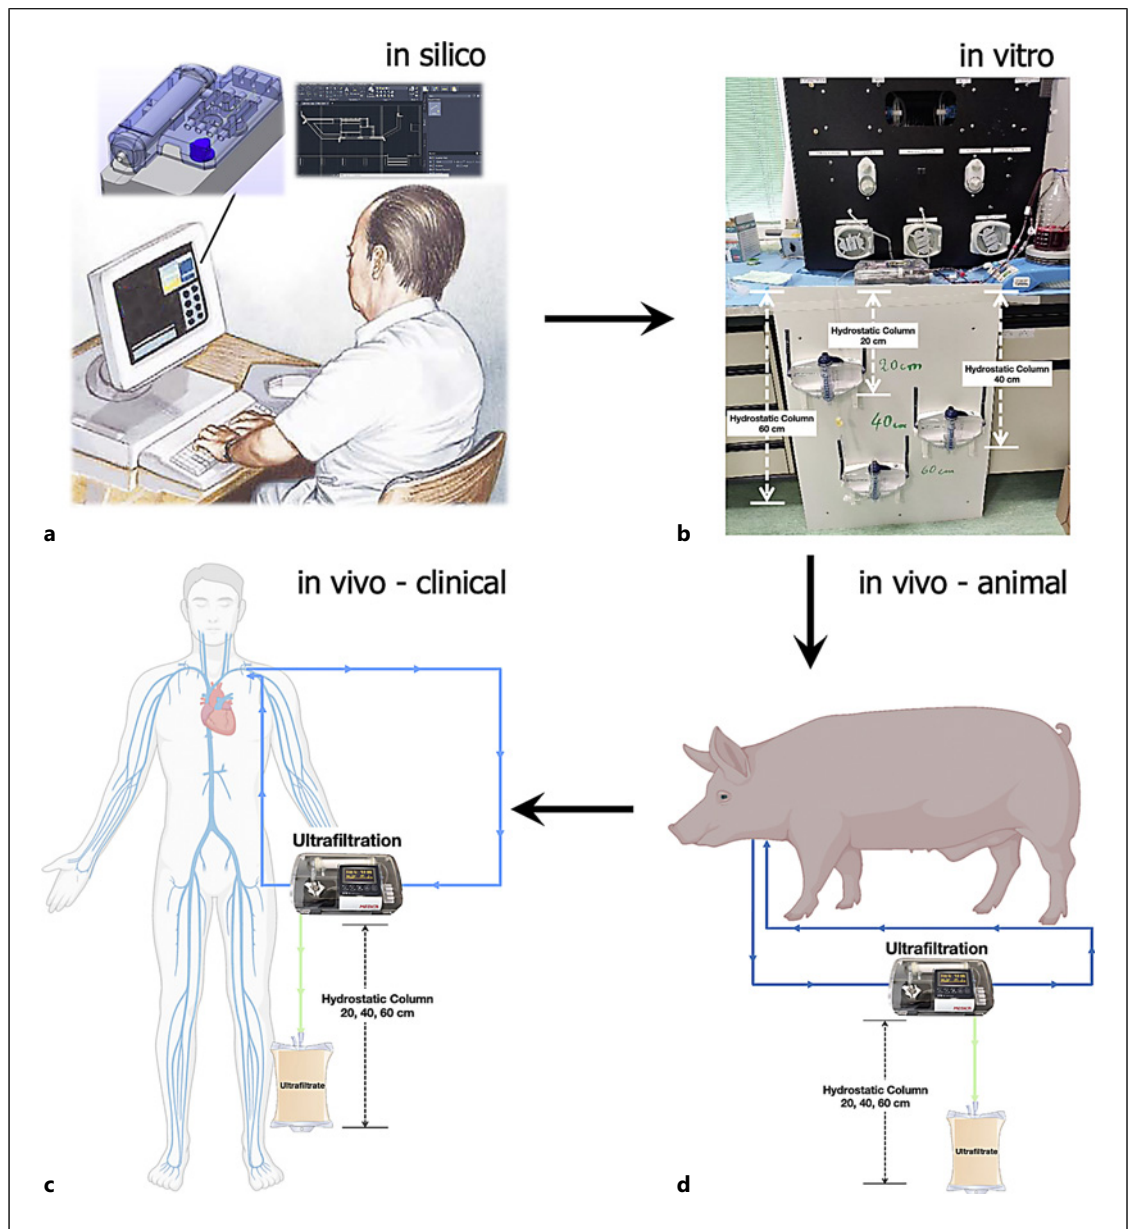 in silico
in vitro
Hydrostatic Column
20 cm
20cm
Hydrostatic Column
40 cm
Hydrostatic Column
60 cm
40cm
60cm
a
b
in vivo - clinical
in vivo - animal
Ultrafiltration
Hydrostatic Column
20, 40, 60 cm
Ultrafiltrate
Ultrafiltration
Hydrostatic Column
20, 40, 60 cm
Ultrafiltrate
c
d